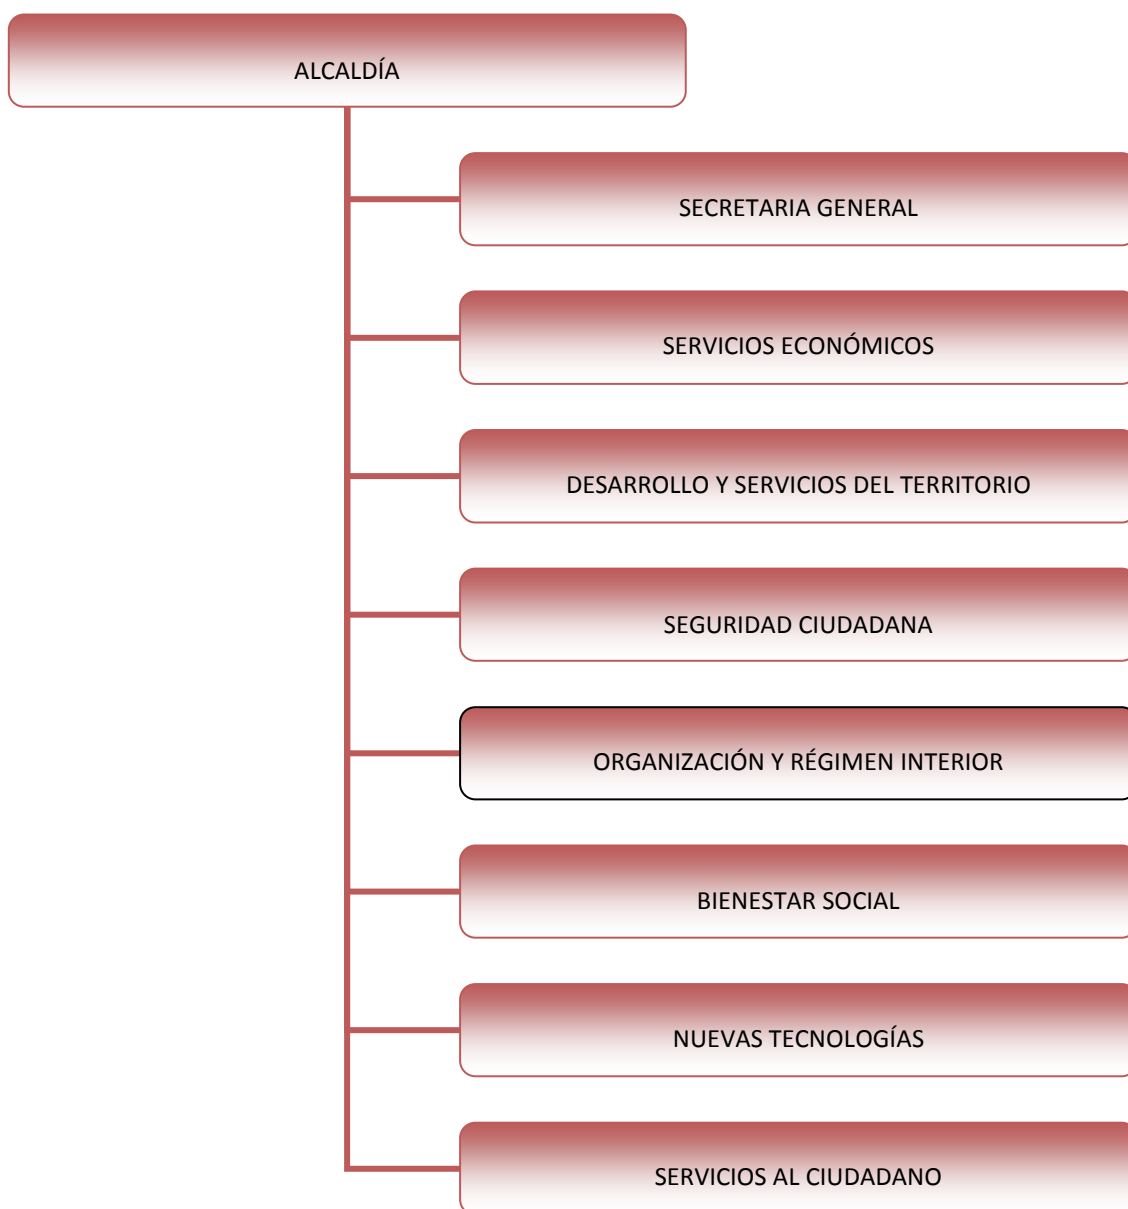 ALCALDÍA
SECRETARIA GENERAL
SERVICIOS ECONÓMICOS
DESARROLLO Y SERVICIOS DEL TERRITORIO
SEGURIDAD CIUDADANA
ORGANIZACIÓN Y RÉGIMEN INTERIOR
BIENESTAR SOCIAL
NUEVAS TECNOLOGÍAS
SERVICIOS AL CIUDADANO